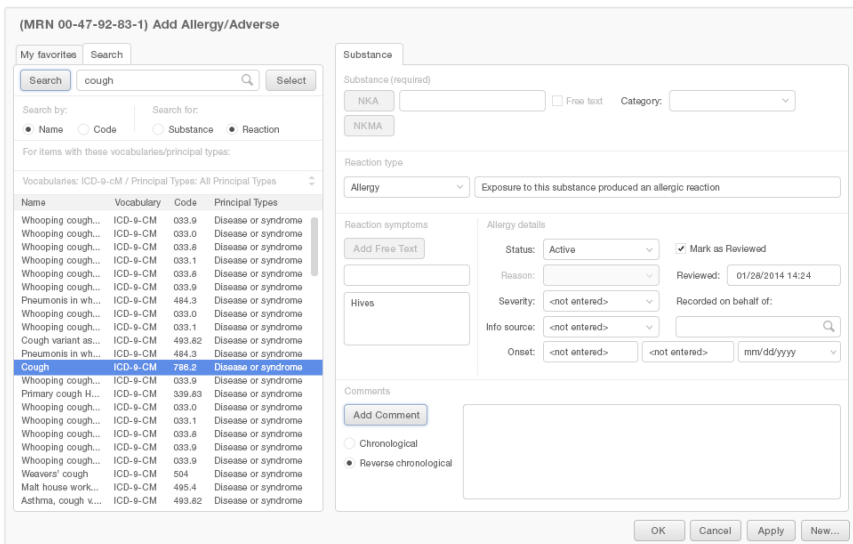 (MRN 00-47-92-83-1) Add Allergy/Adverse
My favorites Search
Search cough Select
Search by: Search for:
Name Code Substance Reaction
For items with these vocabularies/principal types:
Vocabularies: ICD-9-cM / Principal Types: All Principal Types
Name Vocabulary Code Principal Types
Whooping cough... ICD-9-CM 033.9 Disease or syndrome
Whooping cough... ICD-9-CM 033.0 Disease or syndrome
Whooping cough... ICD-9-CM 033.8 Disease or syndrome
Whooping cough... ICD-9-CM 033.1 Disease or syndrome
Whooping cough... ICD-9-CM 033.8 Disease or syndrome
Whooping cough... ICD-9-CM 033.9 Disease or syndrome
Pneumonis in wh... ICD-9-CM 484.3 Disease or syndrome
Whooping cough... ICD-9-CM 033.0 Disease or syndrome
Whooping cough... ICD-9-CM 033.1 Disease or syndrome
Cough variant as... ICD-9-CM 493.82 Disease or syndrome
Pneumonis in wh... ICD-9-CM 484.3 Disease or syndrome
Cough ICD-9-CM 786.2 Disease or syndrome
Whooping cough... ICD-9-CM 033.9 Disease or syndrome
Primary cough H... ICD-9-CM 339.83 Disease or syndrome
Whooping cough... ICD-9-CM 033.0 Disease or syndrome
Whooping cough... ICD-9-CM 033.1 Disease or syndrome
Whooping cough... ICD-9-CM 033.8 Disease or syndrome
Whooping cough... ICD-9-CM 033.9 Disease or syndrome
Whooping cough... ICD-9-CM 033.9 Disease or syndrome
Weavers' cough ICD-9-CM 504 Disease or syndrome
Malt house work... ICD-9-CM 495.4 Disease or syndrome
Asthma, cough v.... ICD-9-CM 493.82 Disease or syndrome
Substance
Substance (required)
NKA Free text Category:
NKMA
Reaction type
Allergy Exposure to this substance produced an allergic reaction
Reaction symptoms
Add Free Text
Hives
Allergy details
Status: Active Mark as Reviewed
Reason: Reviewed: 01/28/2014 14:24
Severity: <not entered> Recorded on behalf of:
Info source: <not entered>
Onset: <not entered> <not entered> mm/dd/yyyy
Comments
Add Comment
Chronological
Reverse chronological
OK Cancel Apply New...